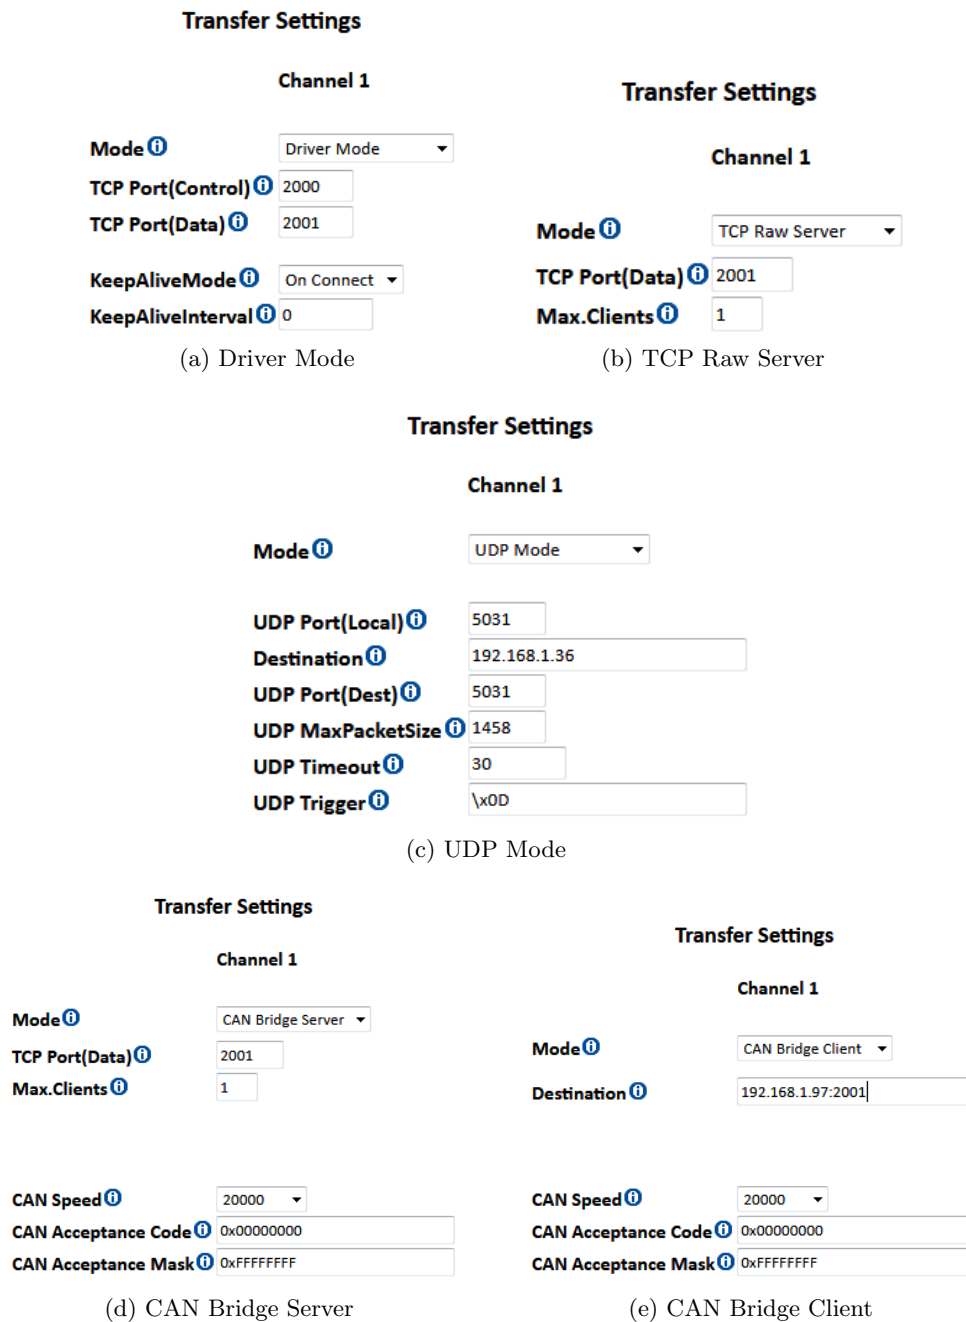 Transfer Settings
Channel 1
Mode Driver Mode
TCP Port(Control) 2000
TCP Port(Data) 2001
KeepAliveMode On Connect
KeepAliveInterval 0
(a) Driver Mode
Transfer Settings
Channel 1
Mode TCP Raw Server
TCP Port(Data) 2001
Max.Clients 1
(b) TCP Raw Server
Transfer Settings
Channel 1
Mode UDP Mode
UDP Port(Local) 5031
Destination 192.168.1.36
UDP Port(Dest) 5031
UDP MaxPacketSize 1458
UDP Timeout 30
UDP Trigger \x0D
(c) UDP Mode
Transfer Settings
Channel 1
Mode CAN Bridge Server
TCP Port(Data) 2001
Max.Clients 1
CAN Speed 20000
CAN Acceptance Code 0x00000000
CAN Acceptance Mask 0xFFFFFFFF
(d) CAN Bridge Server
Transfer Settings
Channel 1
Mode CAN Bridge Client
Destination 192.168.1.97:2001
CAN Speed 20000
CAN Acceptance Code 0x00000000
CAN Acceptance Mask 0xFFFFFFFF
(e) CAN Bridge Client